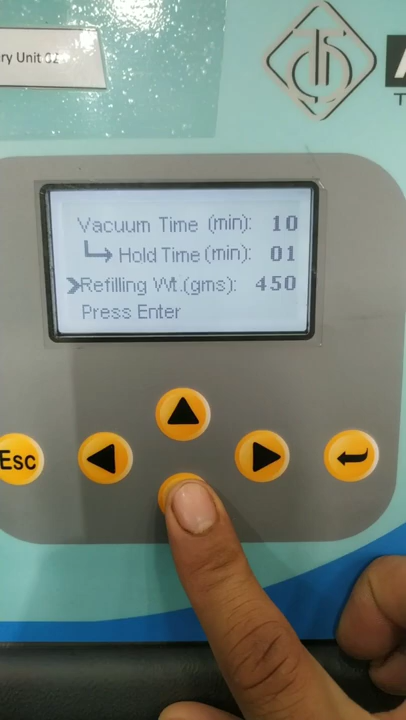 ry Unit 02
Vacuum Time (min): 10
Hold Time (min): 01
Refilling Wt.(gms): 450
Press Enter
Esc